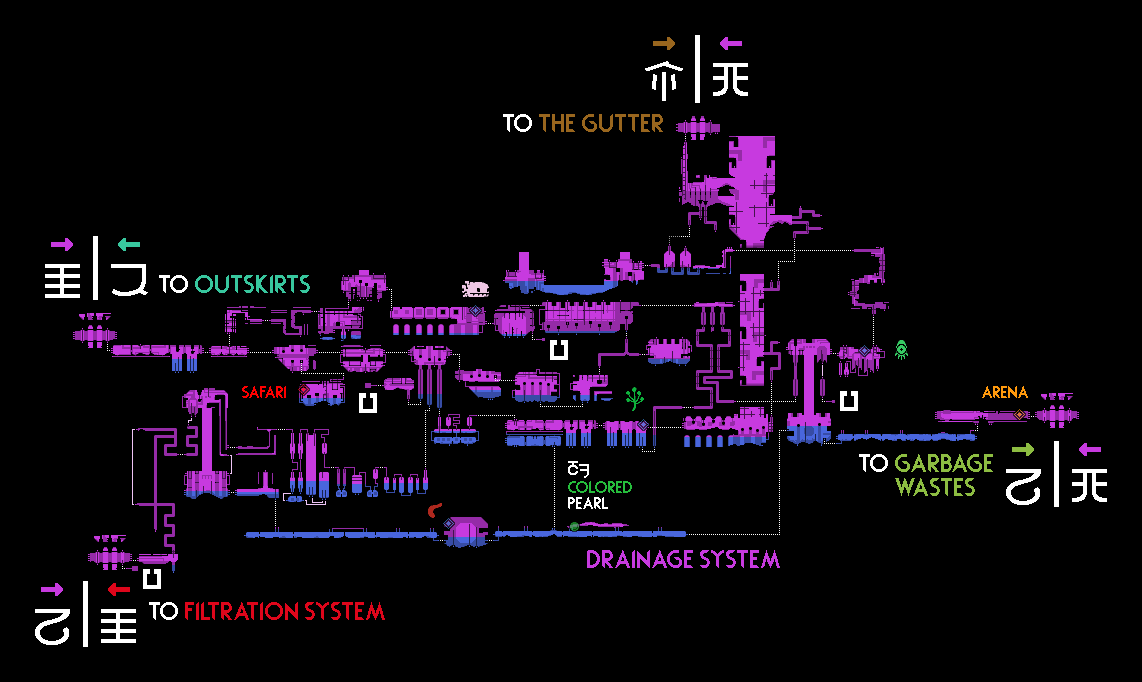 TO THE GUTTER
TO OUTSKIRTS
SAFARI
ARENA
TO GARBAGE
WASTES
COLORED
PEARL
DRAINAGE SYSTEM
TO FILTRATION SYSTEM